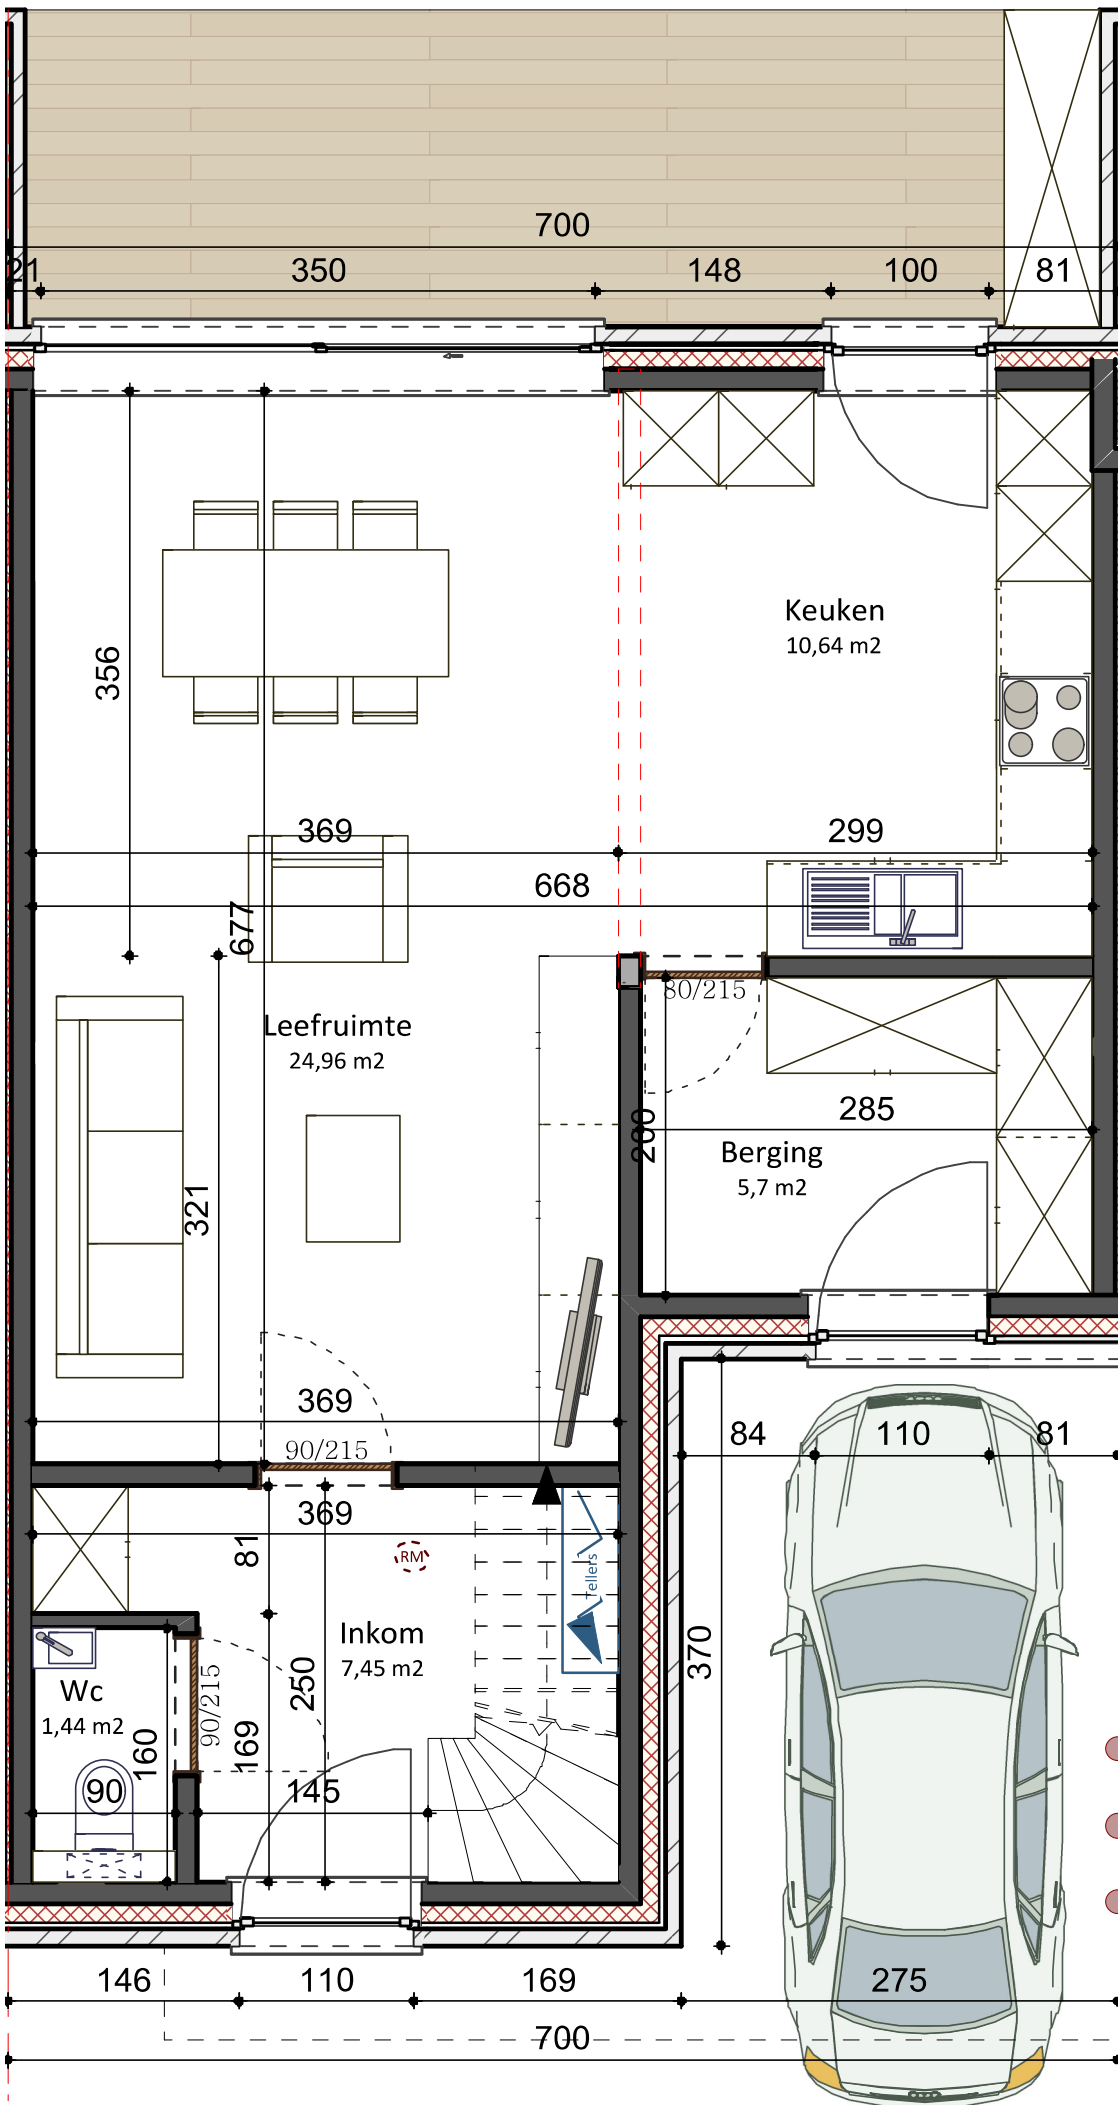 700
21 350 148 100 81
Keuken
10,64 m2
356
369 299
668
677
80/215
Leefruimte
24,96 m2
285
200
Berging
5,7 m2
321
369
90/215
84 110 81
369
81
RM
Tellers
Inkom
7,45 m2
370
Wc
1,44 m2
90/215
250
160
169
90 145
146 110 169 275
700